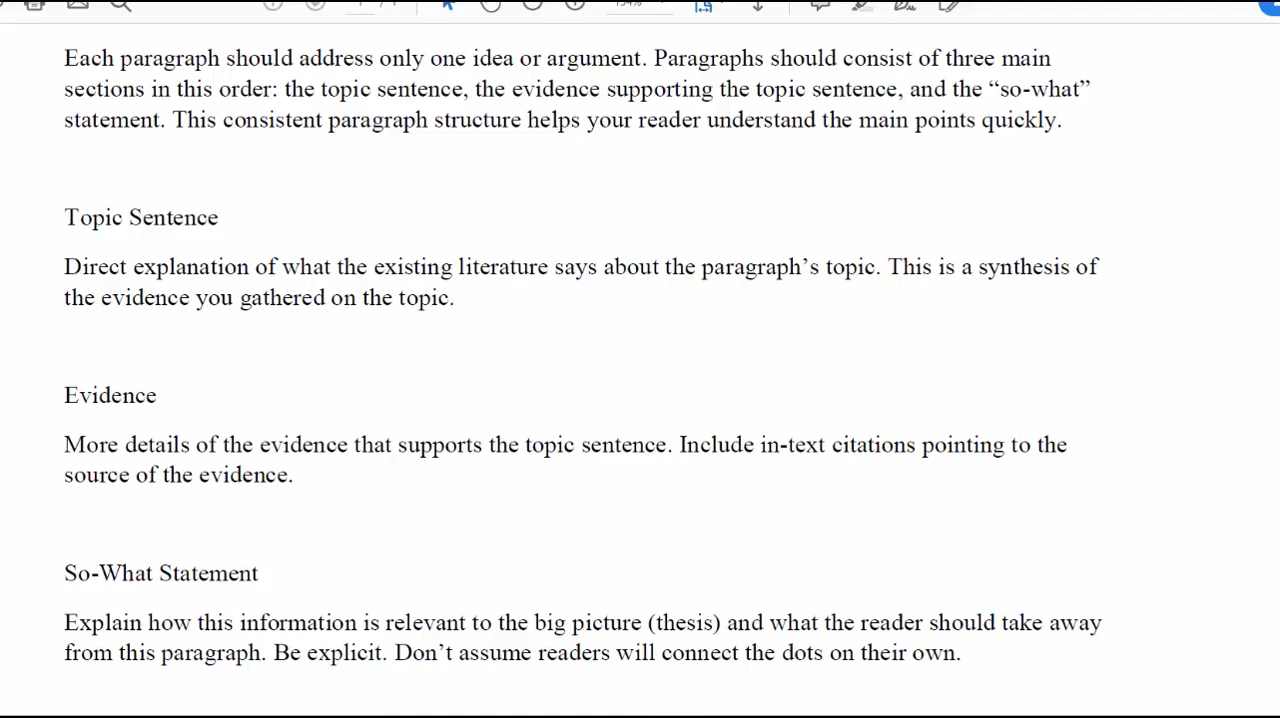 Each paragraph should address only one idea or argument. Paragraphs should consist of three main
sections in this order: the topic sentence, the evidence supporting the topic sentence, and the “so-what”
statement. This consistent paragraph structure helps your reader understand the main points quickly.
Topic Sentence
Direct explanation of what the existing literature says about the paragraph’s topic. This is a synthesis of
the evidence you gathered on the topic.
Evidence
More details of the evidence that supports the topic sentence. Include in-text citations pointing to the
source of the evidence.
So-What Statement
Explain how this information is relevant to the big picture (thesis) and what the reader should take away
from this paragraph. Be explicit. Don’t assume readers will connect the dots on their own.